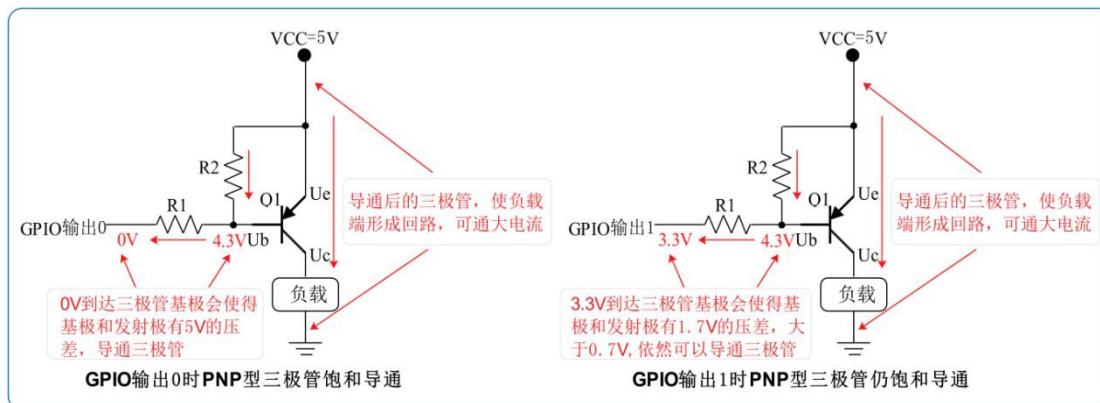 VCC=5V
R2
Q1
Ue
R1
GPIO输出0
0V
4.3V
Ub
Uc
负载
导通后的三极管，使负载
端形成回路，可通大电流
0V到达三极管基极会使得
基极和发射极有5V的压
差，导通三极管
GPIO输出0时PNP型三极管饱和导通
VCC=5V
R2
Q1
Ue
R1
GPIO输出1
3.3V
4.3V
Ub
Uc
负载
导通后的三极管，使负载
端形成回路，可通大电流
3.3V到达三极管基极会使得基
极和发射极有1.7V的压差，大
于0.7V,依然可以导通三极管
GPIO输出1时PNP型三极管仍饱和导通